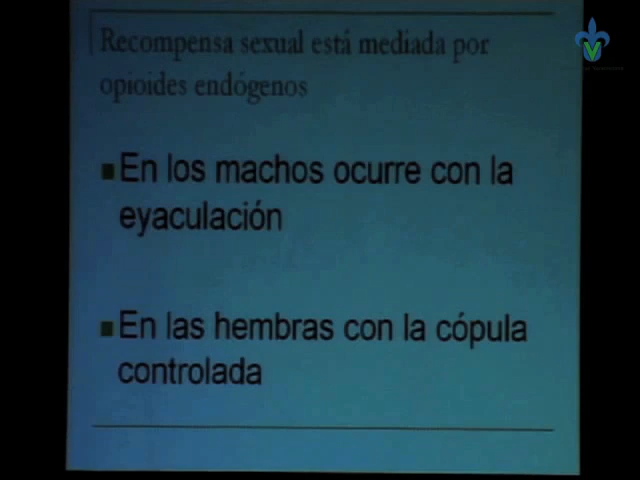 Recompensa sexual está mediada por
opioides endógenos
En los machos ocurre con la
eyaculación
En las hembras con la cópula
controlada